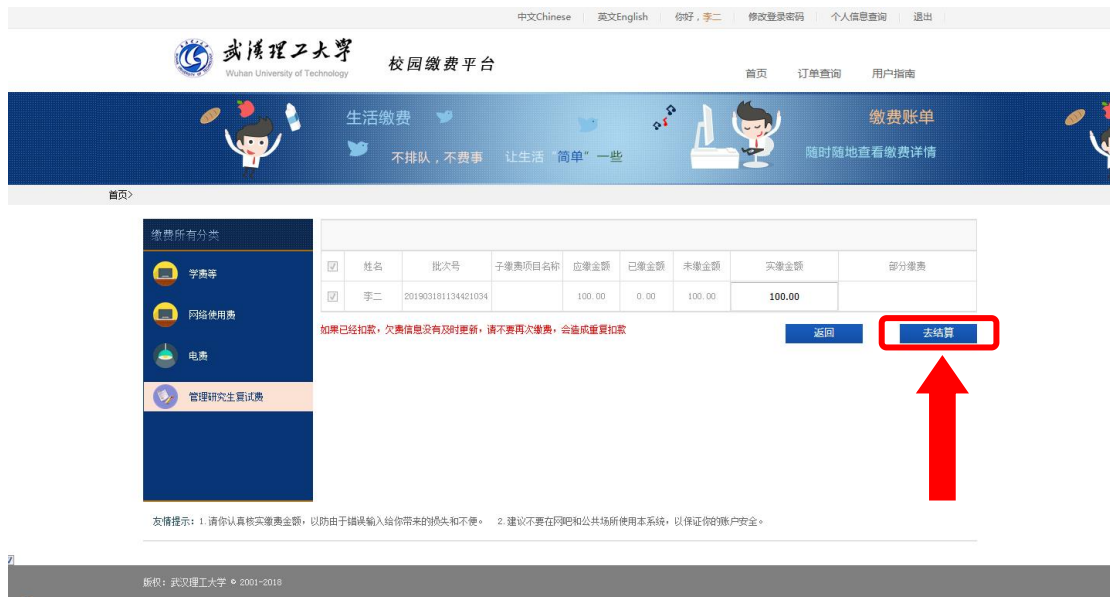 中文Chinese 英文English 你好，李二 修改登录密码 个人信息查询 退出
武汉理工大学
Wuhan University of Technology
校园缴费平台
首页 订单查询 用户指南
生活缴费
不排队，不费事 让生活“简单”一些
缴费账单
随时随地查看缴费详情
首页>
缴费所有分类
学费等
网络使用费
电费
管理研究生复试费
姓名 批次号 子缴费项目名称 应缴金额 已缴金额 未缴金额 实缴金额 部分缴费
李二 201903181134421034 100.00 0.00 100.00 100.00
如果已经扣款，欠费信息没有及时更新，请不要再次缴费，会造成重复扣款
返回 去结算
友情提示：1.请你认真核实缴费金额，以防由于错误输入给你带来的损失和不便。 2.建议不要在网吧和公共场所使用本系统，以保证你的账户安全。
版权：武汉理工大学 © 2001-2018